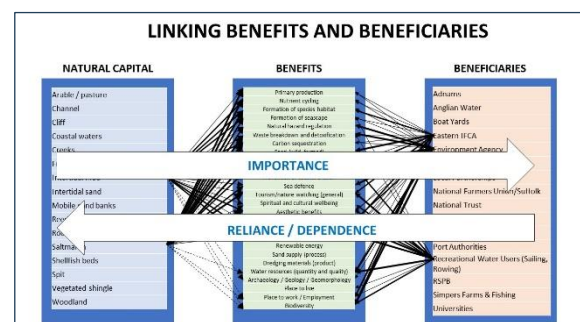 LINKING BENEFITS AND BENEFICIARIES
NATURAL CAPITAL
Arable / pasture
Channel
Cliff
Coastal waters
Creeks
Intertidal sand
Mobile sand banks
Saltmarsh
Shellfish beds
Spit
Vegetated shingle
Woodland
BENEFITS
Primary production
Nutrient cycling
Formation of species habitat
Formation of seascape
Natural hazard regulation
Waste breakdown and detoxification
Carbon sequestration
Sea defence
Tourism/nature watching (general)
Spiritual and cultural wellbeing
Aesthetic benefits
Renewable energy
Sand supply (process)
Dredging materials (product)
Water resources (quantity and quality)
Archaeology / Geology / Geomorphology
Place to live
Place to work / Employment
Biodiversity
BENEFICIARIES
Adnams
Anglian Water
Boat Yards
Eastern IFCA
Environment Agency
National Farmers Union/Suffolk
National Trust
Port Authorities
Recreational Water Users (Sailing,
Rowing)
RSPB
Simpers Farms & Fishing
Universities
IMPORTANCE
RELIANCE / DEPENDENCE